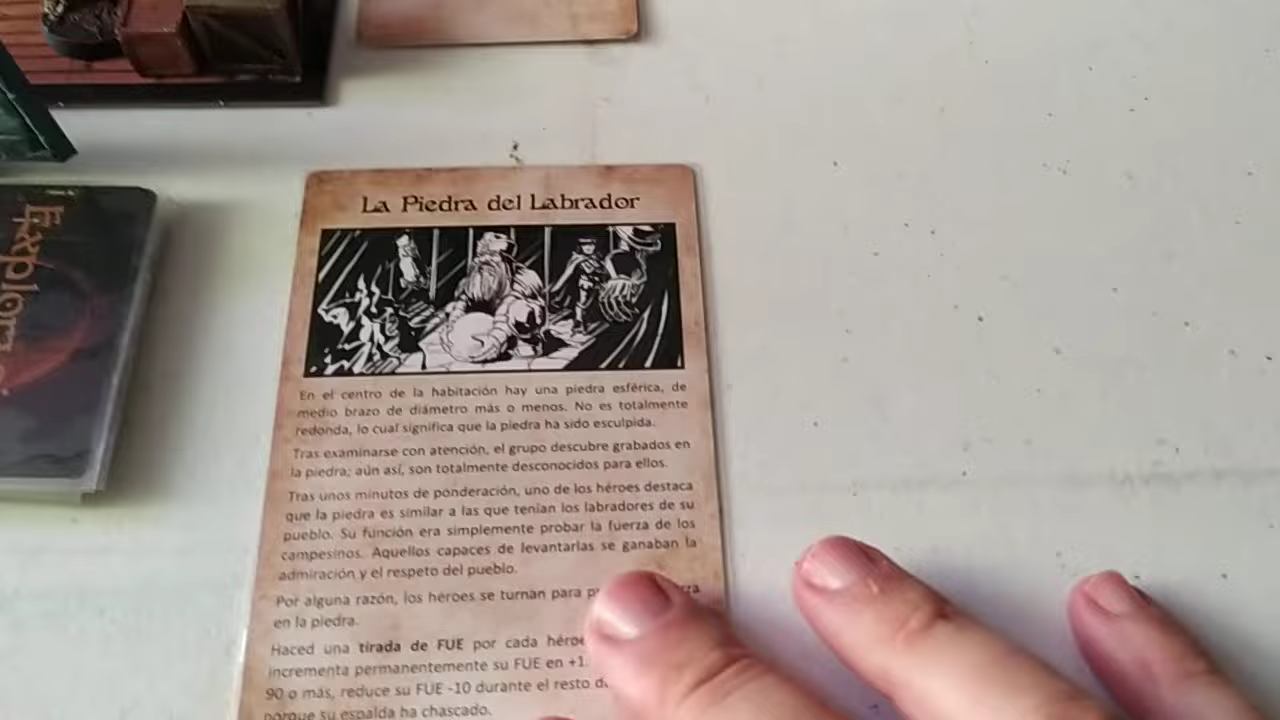 La Piedra del Labrador
En el centro de la habitación hay una piedra esférica, de
medio brazo de diámetro más o menos. No es totalmente
redonda, lo cual significa que la piedra ha sido esculpida.
Tras examinarse con atención, el grupo descubre grabados en
la piedra; aún así, son totalmente desconocidos para ellos.
Tras unos minutos de ponderación, uno de los héroes destaca
que la piedra es similar a las que tenían los labradores de su
pueblo. Su función era simplemente probar la fuerza de los
campesinos. Aquellos capaces de levantarlas se ganaban la
admiración y el respeto del pueblo.
Por alguna razón, los héroes se turnan para
en la piedra.
Haced una tirada de FUE por cada héroe
incrementa permanentemente su FUE en +1.
90 o más, reduce su FUE -10 durante el resto
porque su espalda ha chascado.